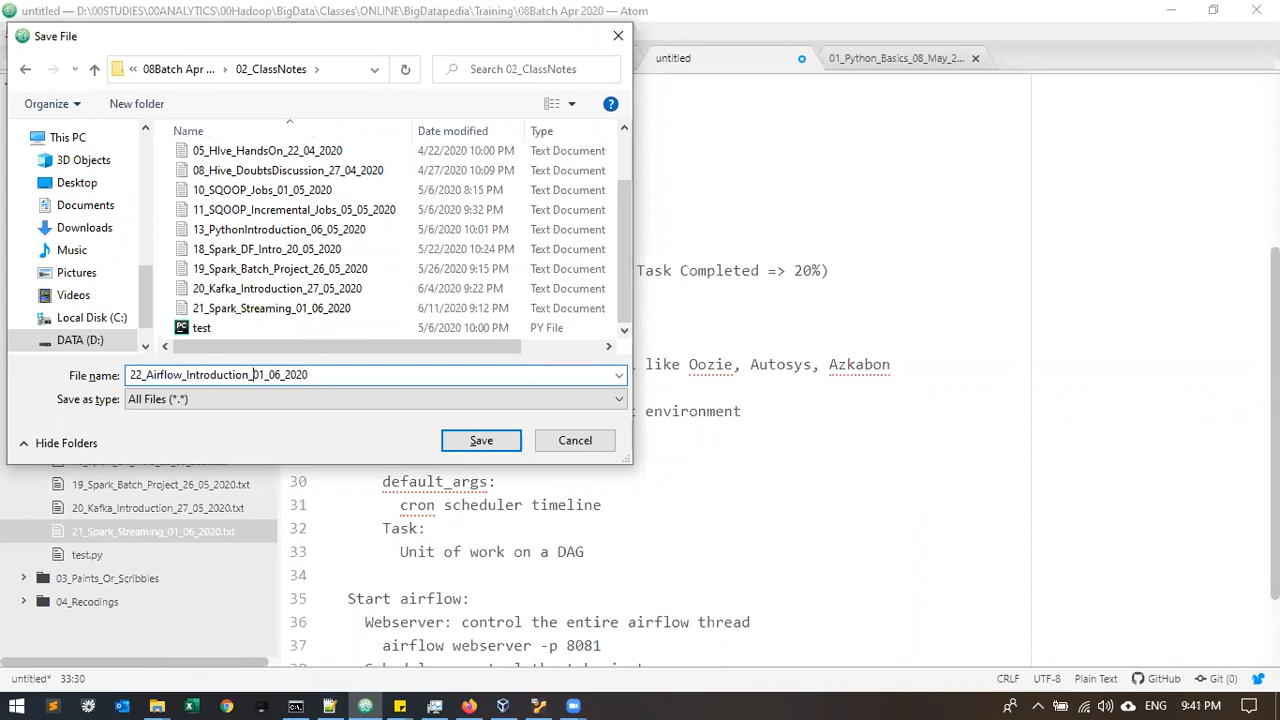 untitled — D:\00STUDIES\00ANALYTICS\00Hadoop\BigData\Classes\ONLINE\BigDatapedia\Training\08Batch Apr 2020 — Atom
Save File
08Batch Apr ... > 02_ClassNotes >
Search 02_ClassNotes
untitled
01_Python_Basics_08_May_2...
Organize
New folder
Name
Date modified
Type
This PC
3D Objects
Desktop
Documents
Downloads
Music
Pictures
Videos
Local Disk (C:)
DATA (D:)
05_HIve_HandsOn_22_04_2020 4/22/2020 10:00 PM Text Document
08_Hive_DoubtsDiscussion_27_04_2020 4/27/2020 10:09 PM Text Document
10_SQOOP_Jobs_01_05_2020 5/6/2020 8:15 PM Text Document
11_SQOOP_Incremental_Jobs_05_05_2020 5/6/2020 9:32 PM Text Document
13_PythonIntroduction_06_05_2020 5/6/2020 10:01 PM Text Document
18_Spark_DF_Intro_20_05_2020 5/22/2020 10:24 PM Text Document
19_Spark_Batch_Project_26_05_2020 5/26/2020 9:15 PM Text Document
20_Kafka_Introduction_27_05_2020 6/4/2020 9:22 PM Text Document
21_Spark_Streaming_01_06_2020 6/11/2020 9:12 PM Text Document
test 5/6/2020 10:00 PM PY File
File name: 22_Airflow_Introduction_01_06_2020
Save as type: All Files (*.*)
Hide Folders
Save
Cancel
Task Completed => 20%)
like Oozie, Autosys, Azkabon
environment
19_Spark_Batch_Project_26_05_2020.txt
20_Kafka_Introduction_27_05_2020.txt
21_Spark_Streaming_01_06_2020.txt
test.py
03_Paints_Or_Scribbles
04_Recodings
30 default_args:
31 cron scheduler timeline
32 Task:
33 Unit of work on a DAG
34
35 Start airflow:
36 Webserver: control the entire airflow thread
37 airflow webserver -p 8081
untitled* 33:30
CRLF
UTF-8
Plain Text
GitHub
Git (0)
ENG
9:41 PM